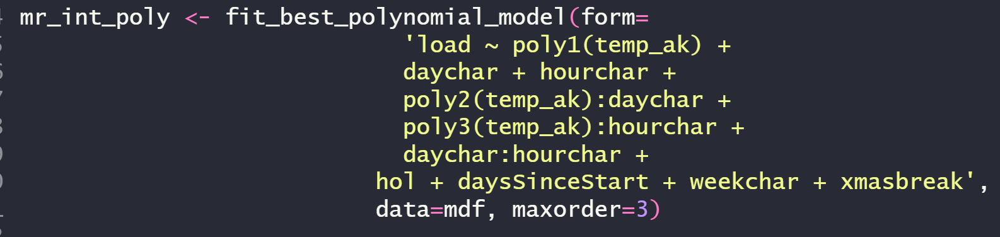 mr_int_poly <- fit_best_polynomial_model(form=
'load ~ poly1(temp_ak) +
daychar + hourchar +
poly2(temp_ak):daychar +
poly3(temp_ak):hourchar +
daychar:hourchar +
hol + daysSinceStart + weekchar + xmasbreak',
data=mdf, maxorder=3)